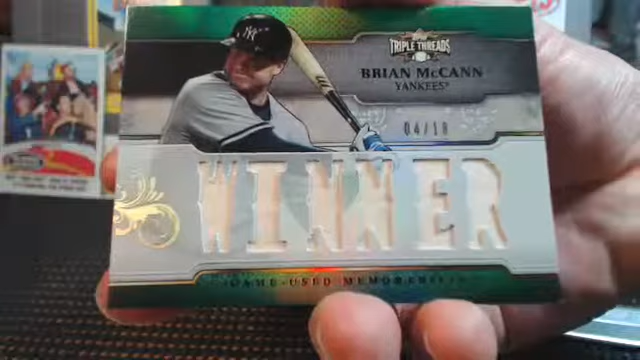 TRIPLE THREADS
BRIAN McCANN
YANKEES
04/18
WINNER
GAME-USED MEMORABILIA